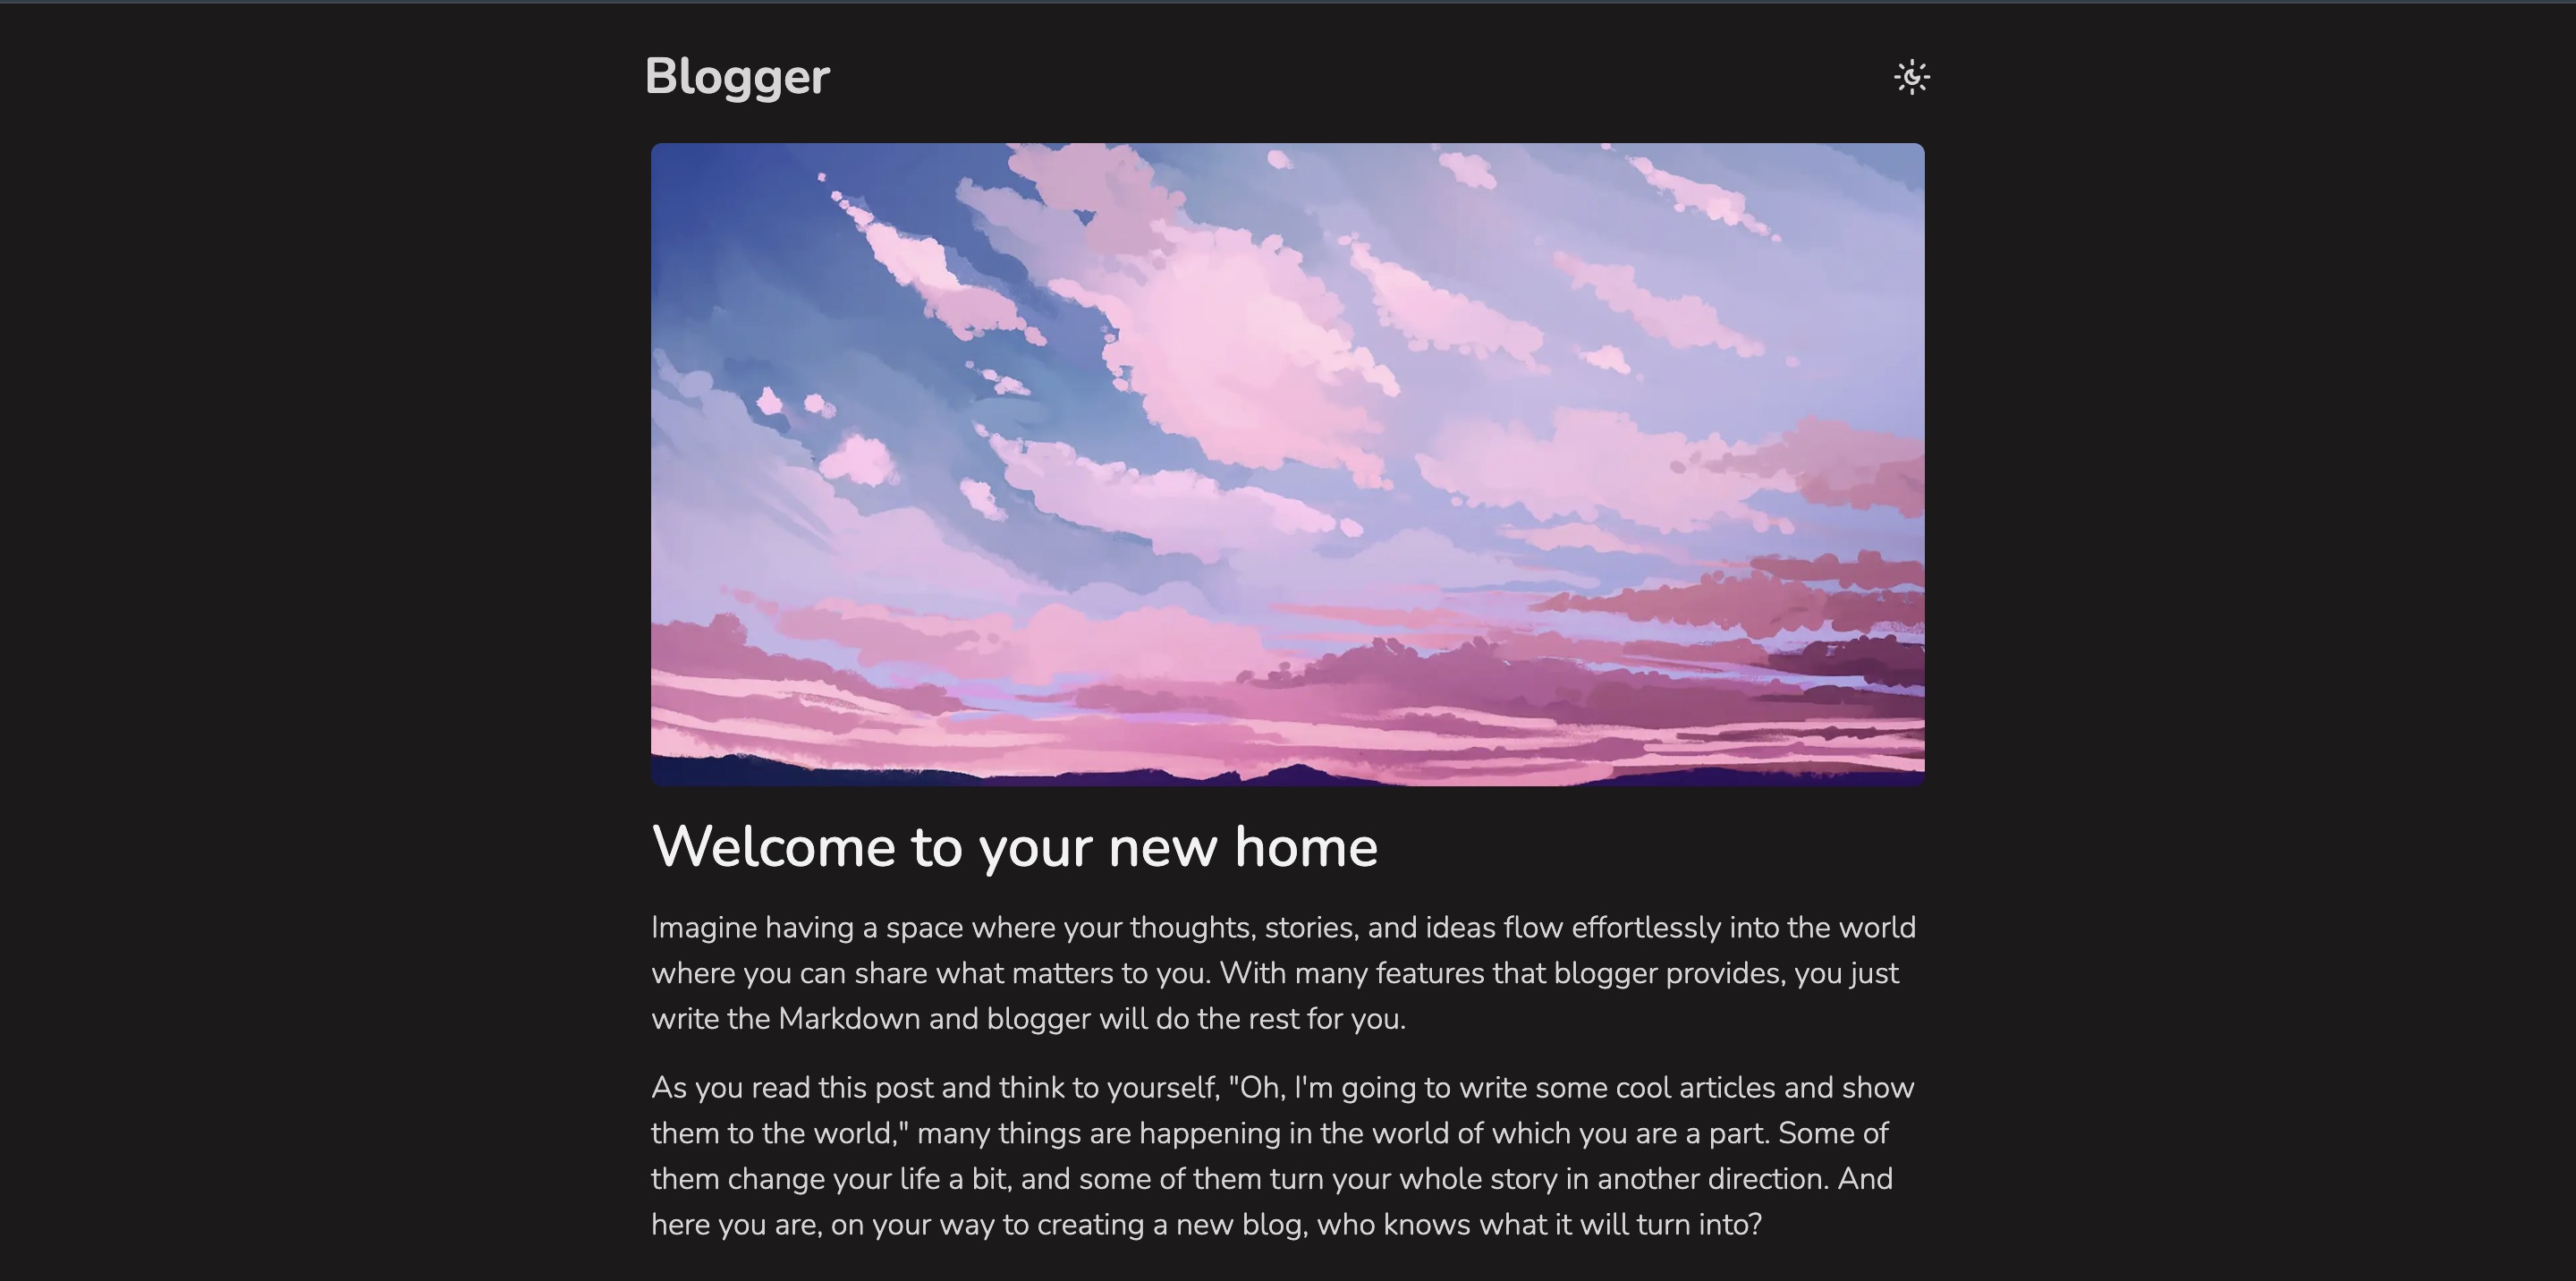 Blogger
Welcome to your new home
Imagine having a space where your thoughts, stories, and ideas flow effortlessly into the world
where you can share what matters to you. With many features that blogger provides, you just
write the Markdown and blogger will do the rest for you.
As you read this post and think to yourself, "Oh, I'm going to write some cool articles and show
them to the world," many things are happening in the world of which you are a part. Some of
them change your life a bit, and some of them turn your whole story in another direction. And
here you are, on your way to creating a new blog, who knows what it will turn into?